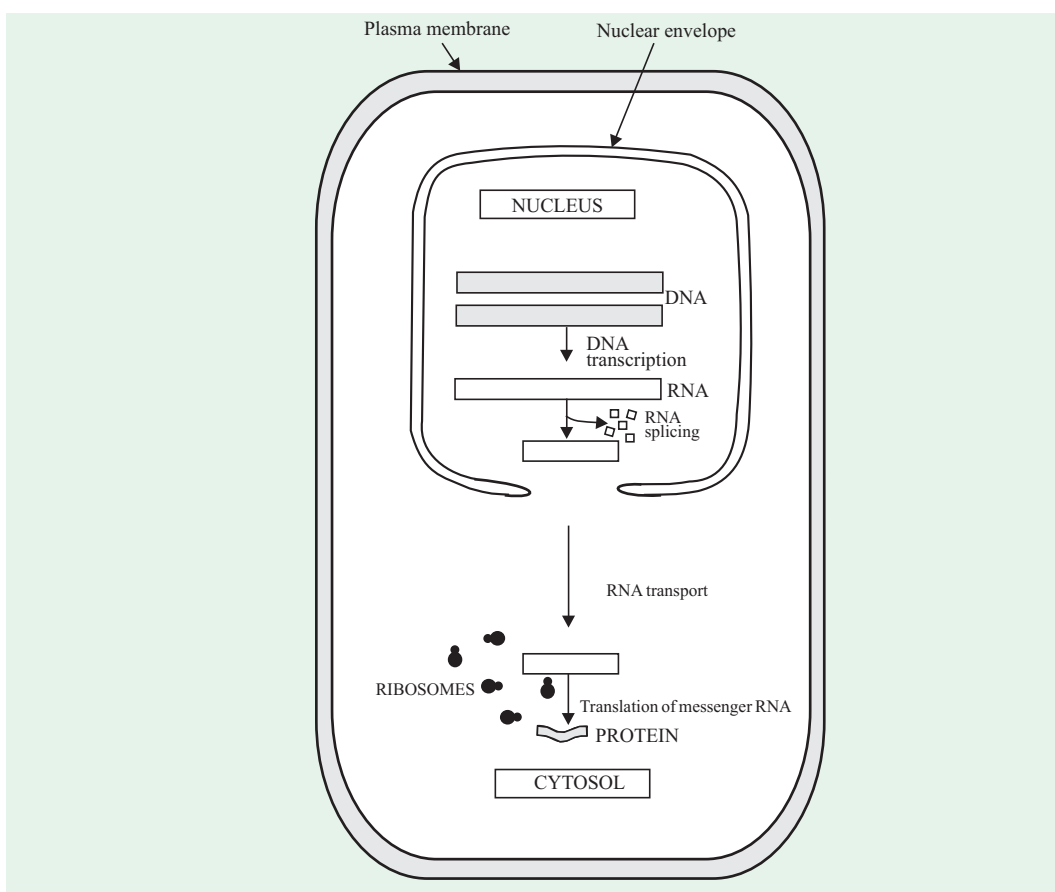 Plasma membrane
Nuclear envelope
NUCLEUS
DNA
DNA
transcription
RNA
RNA
splicing
RNA transport
RIBOSOMES
Translation of messenger RNA
PROTEIN
CYTOSOL